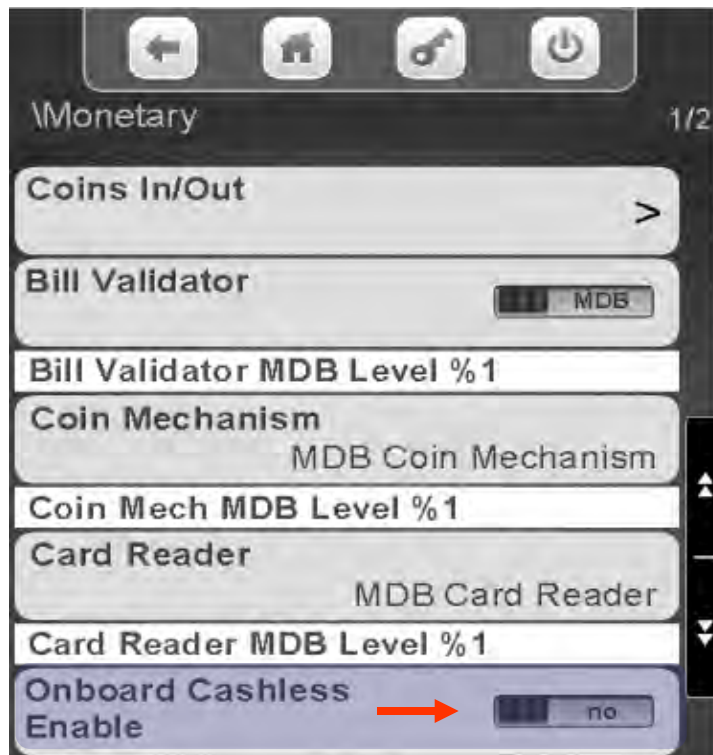 \Monetary 1/2
Coins In/Out >
Bill Validator
MDB
Bill Validator MDB Level %1
Coin Mechanism
MDB Coin Mechanism
Coin Mech MDB Level %1
Card Reader
MDB Card Reader
Card Reader MDB Level %1
Onboard Cashless
Enable
no